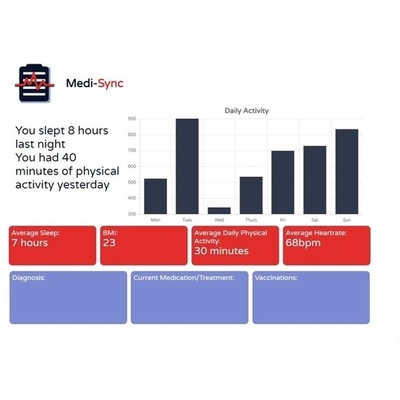 Medi-Sync
Daily Activity
You slept 8 hours
last night
You had 40
minutes of physical
activity yesterday
900
800
700
600
500
400
300
Mon
Tues
Wed
Thurs
Fri
Sat
Sun
Average Sleep:
7 hours
BMI:
23
Average Daily Physical
Activity:
30 minutes
Average Heartrate:
68bpm
Diagnosis:
Current Medication/Treatment:
Vaccinations: